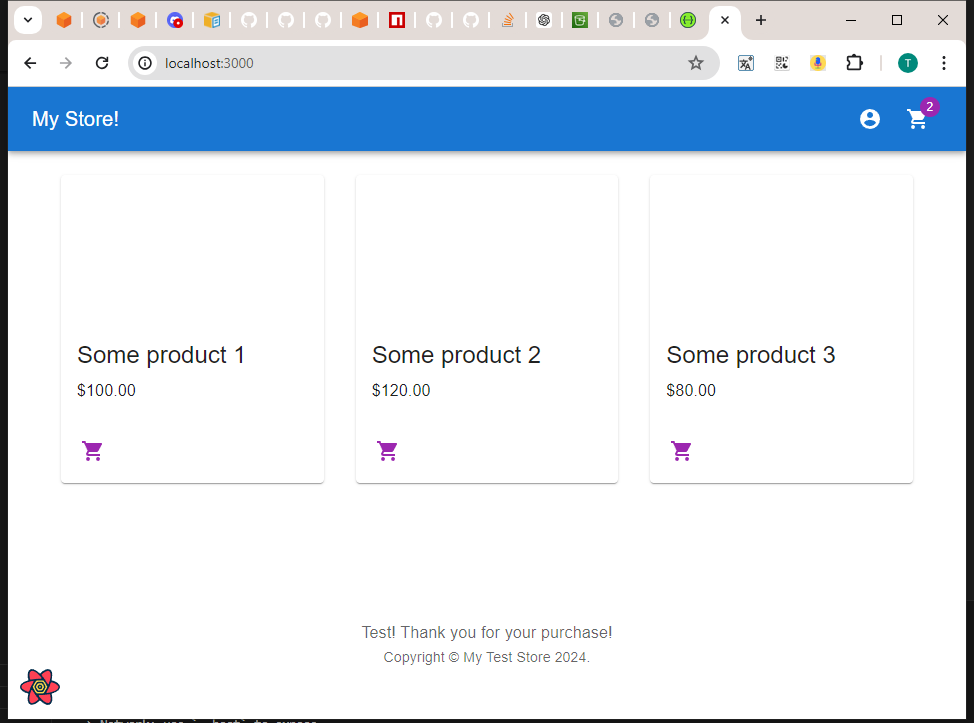 localhost:3000
T
My Store!
2
Some product 1
$100.00
Some product 2
$120.00
Some product 3
$80.00
Test! Thank you for your purchase!
Copyright © My Test Store 2024.